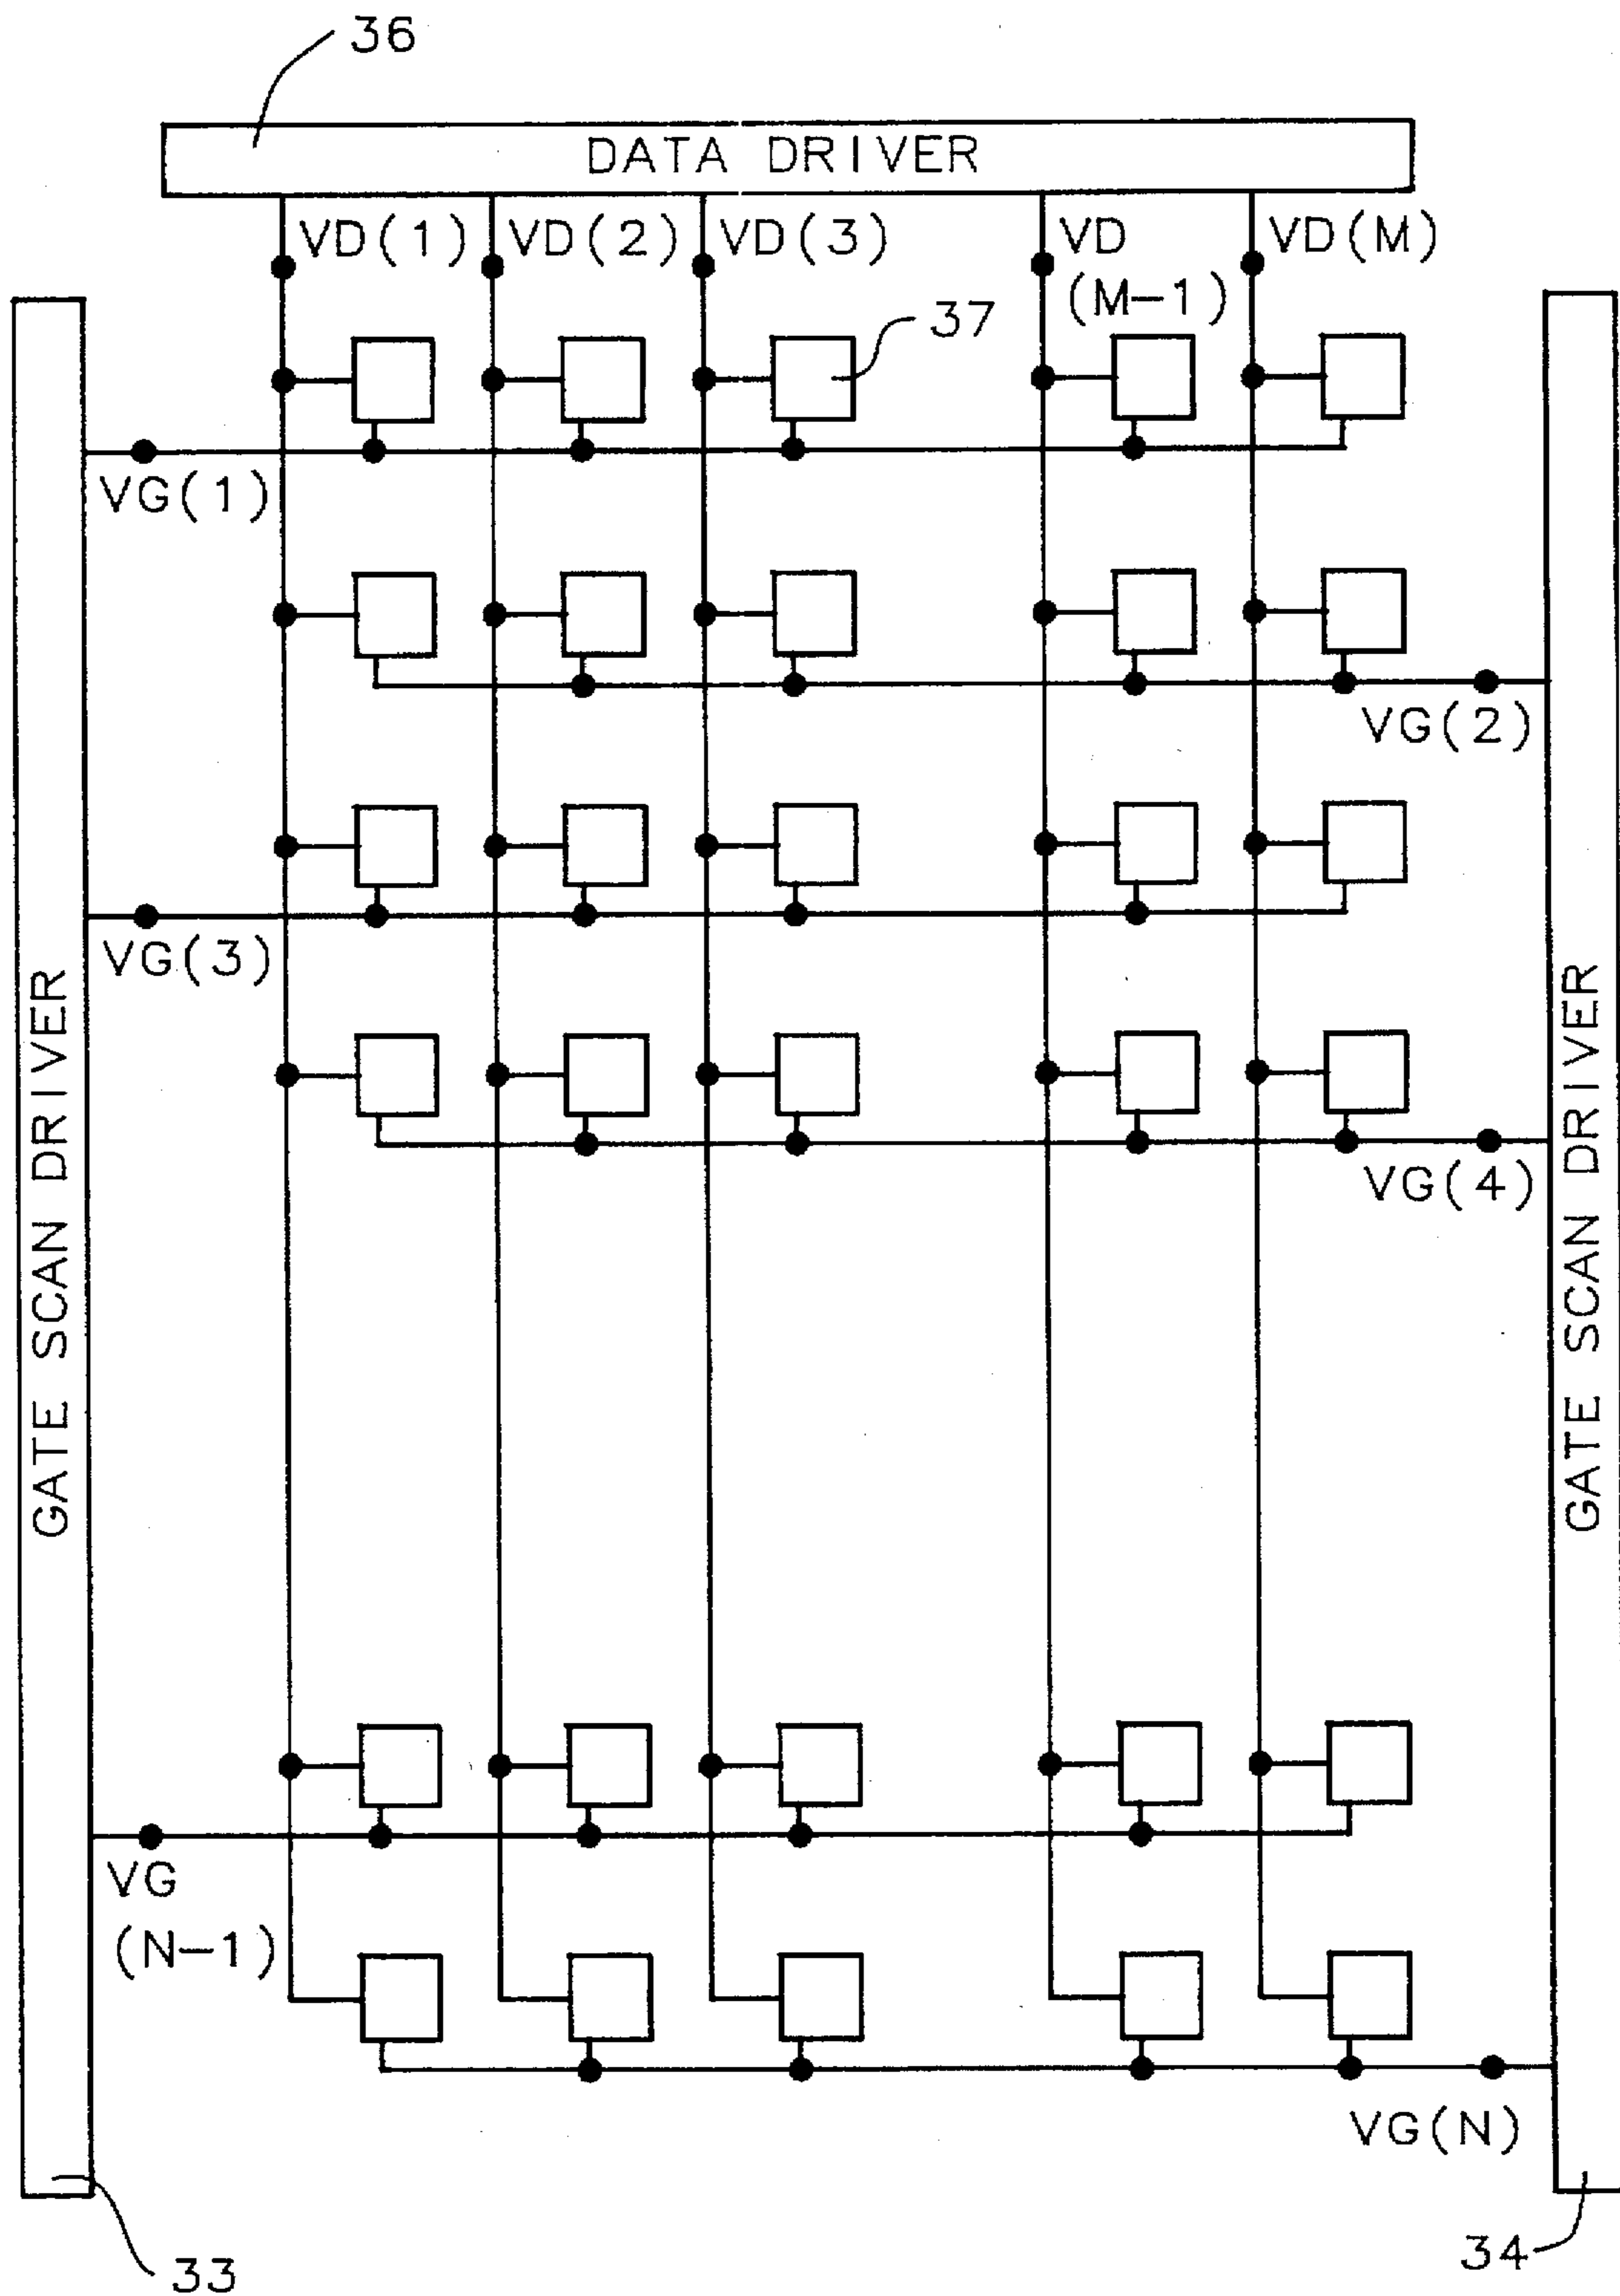 36
DATA DRIVER
VD(1)
VD(2)
VD(3)
VD
(M-1)
VD(M)
37
VG(1)
VG(2)
VG(3)
VG(4)
GATE SCAN DRIVER
GATE SCAN DRIVER
VG
(N-1)
VG(N)
33
34